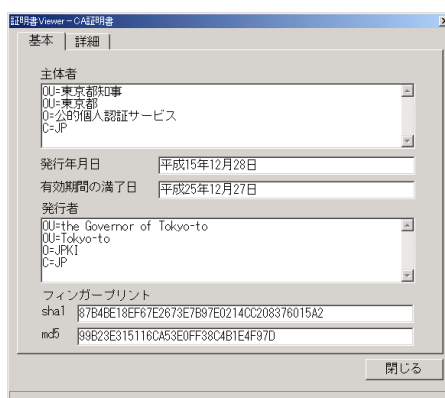 証明書Viewer－CA証明書
基本
詳細
主体者
OU=東京都知事
OU=東京都
O=公的個人認証サービス
C=JP
発行年月日
平成15年12月28日
有効期間の満了日
平成25年12月27日
発行者
OU=the Governor of Tokyo-to
OU=Tokyo-to
O=JPKI
C=JP
フィンガープリント
sha1
87B4BE18EF67E2673E7B97E0214CC208376015A2
md5
99B23E315116CA53E0FF38C4B1E4F97D
閉じる